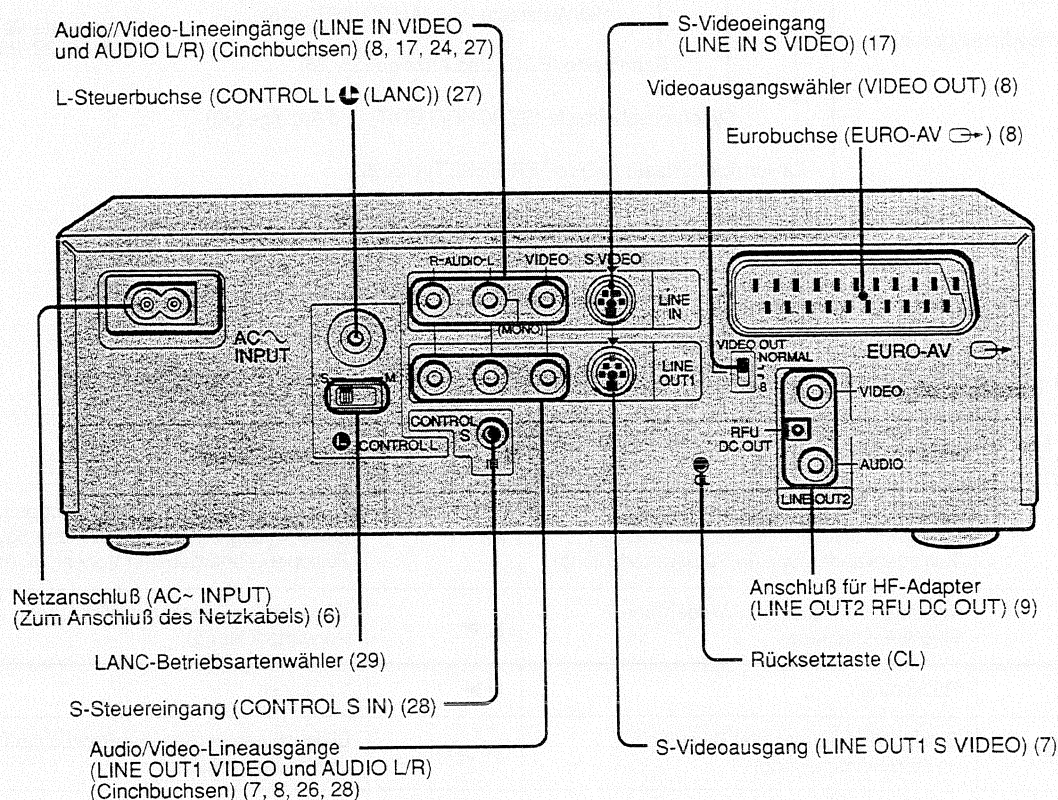 Audio//Video-Lineeingänge (LINE IN VIDEO
und AUDIO L/R) (Cinchbuchsen) (8, 17, 24, 27)
L-Steuerbuchse (CONTROL L (LANC)) (27)
S-Videoeingang
(LINE IN S VIDEO) (17)
Videoausgangswähler (VIDEO OUT) (8)
Eurobuchse (EURO-AV) (8)
R-AUDIO-L VIDEO S VIDEO
LINE
IN
(MONO)
AC~
INPUT
VIDEO OUT
NORMAL
EURO-AV
LINE
OUT1
S M
VIDEO
CONTROL
S
IN
L CONTROL L
RFU
DC OUT
AUDIO
CL
LINE OUT2
Netzanschluß (AC~ INPUT)
(Zum Anschluß des Netzkabels) (6)
Anschluß für HF-Adapter
(LINE OUT2 RFU DC OUT) (9)
LANC-Betriebsartenwähler (29)
Rücksetztaste (CL)
S-Steuereingang (CONTROL S IN) (28)
Audio/Video-Lineausgänge
(LINE OUT1 VIDEO und AUDIO L/R)
(Cinchbuchsen) (7, 8, 26, 28)
S-Videoausgang (LINE OUT1 S VIDEO) (7)